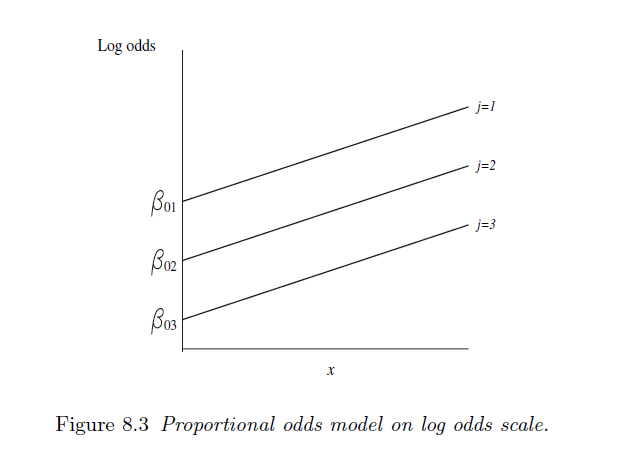 Log odds
j=1
j=2
β01
j=3
β02
β03
x
Figure 8.3 Proportional odds model on log odds scale.